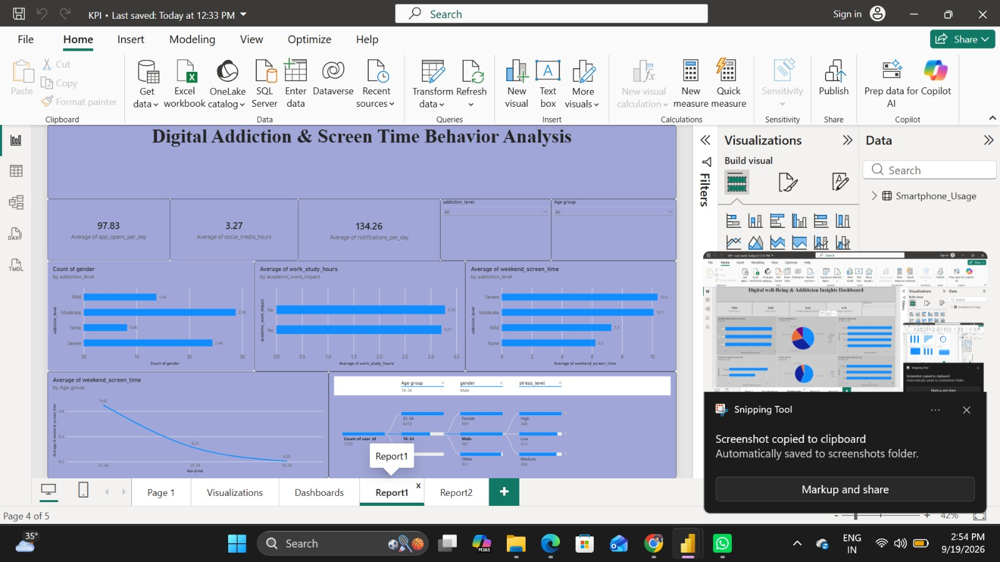 KPI • Last saved: Today at 12:33 PM
Search
Sign in
File
Home
Insert
Modeling
View
Optimize
Help
Share
Paste
Cut
Copy
Format painter
Clipboard
Get data
Excel workbook
OneLake catalog
SQL Server
Enter data
Dataverse
Recent sources
Data
Transform data
Refresh
Queries
New visual
Text box
More visuals
Insert
New visual calculation
New measure
Quick measure
Calculations
Sensitivity
Sensitivity
Publish
Share
Prep data for AI
Copilot
Copilot
DAX
TMDL
Digital Addiction & Screen Time Behavior Analysis
97.83
Average of app_opens_per_day
3.27
Average of social_media_hours
134.26
Average of notifications_per_day
addiction_level
All
Age group
All
Count of gender
by addiction_level
addiction_level
Mild
1.4K
Moderate
2.9K
None
0.8K
Severe
2.4K
0K
1K
2K
3K
Count of gender
Average of work_study_hours
by academic_work_impact
academic_work_impact
No
3.28
Yes
3.21
0.0
0.5
1.0
1.5
2.0
2.5
3.0
3.5
Average of work_study_hours
Average of weekend_screen_time
by addiction_level
addiction_level
Severe
10.4
Moderate
10.1
Mild
7.3
None
6.2
0
2
4
6
8
10
Average of weekend_screen_time
Average of weekend_screen_time
by Age group
Average of weekend_screen_time
9.42
9.4
9.3
9.25
9.2
9.20
35-44
25-34
18-24
Age group
Age group
18-24
gender
Male
stress_level
Count of user id
7500
25-34
4218
18-24
Female
969
Male
967
Other
931
High
348
Low
313
Medium
306
Report1
Filters
Visualizations
Build visual
Data
Search
Smartphone_Usage
Digital well-Being & Additicion Insights Dashboard
Snipping Tool
Screenshot copied to clipboard
Automatically saved to screenshots folder.
Markup and share
Page 1
Visualizations
Dashboards
Report1
x
Report2
+
Page 4 of 5
42%
35°
Search
M365
ENG
IN
2:54 PM
9/19/2026